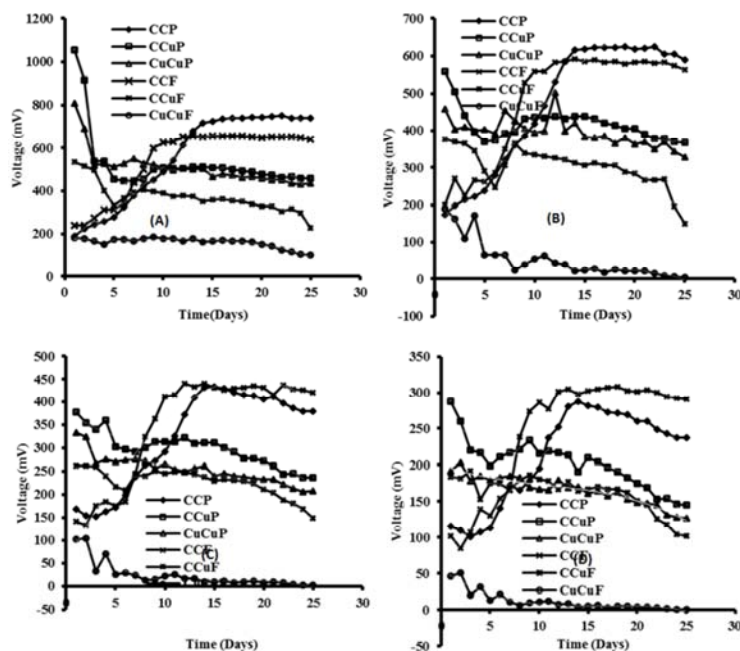 1200
1000
800
600
400
200
0
Voltage (mV)
CCP
CCuP
CuCuP
CCF
CCuF
CuCuF
(A)
0 5 10 15 20 25 30
Time(Days)
700
600
500
400
300
200
100
0
-100
Voltage (mV)
CCP
CCuP
CuCuP
CCF
CCuF
CuCuF
(B)
0 5 10 15 20 25 30
Time (Days)
500
450
400
350
300
250
200
150
100
50
0
-50
Voltage (mV)
CCP
CCuP
CuCuP
CCF
CCuF
(C)
0 5 10 15 20 25 30
Time (Days)
350
300
250
200
150
100
50
0
-50
Voltage (mV)
CCP
CCuP
CuCuP
CCF
CCuF
CuCuF
(D)
0 5 10 15 20 25 30
Time (Days)